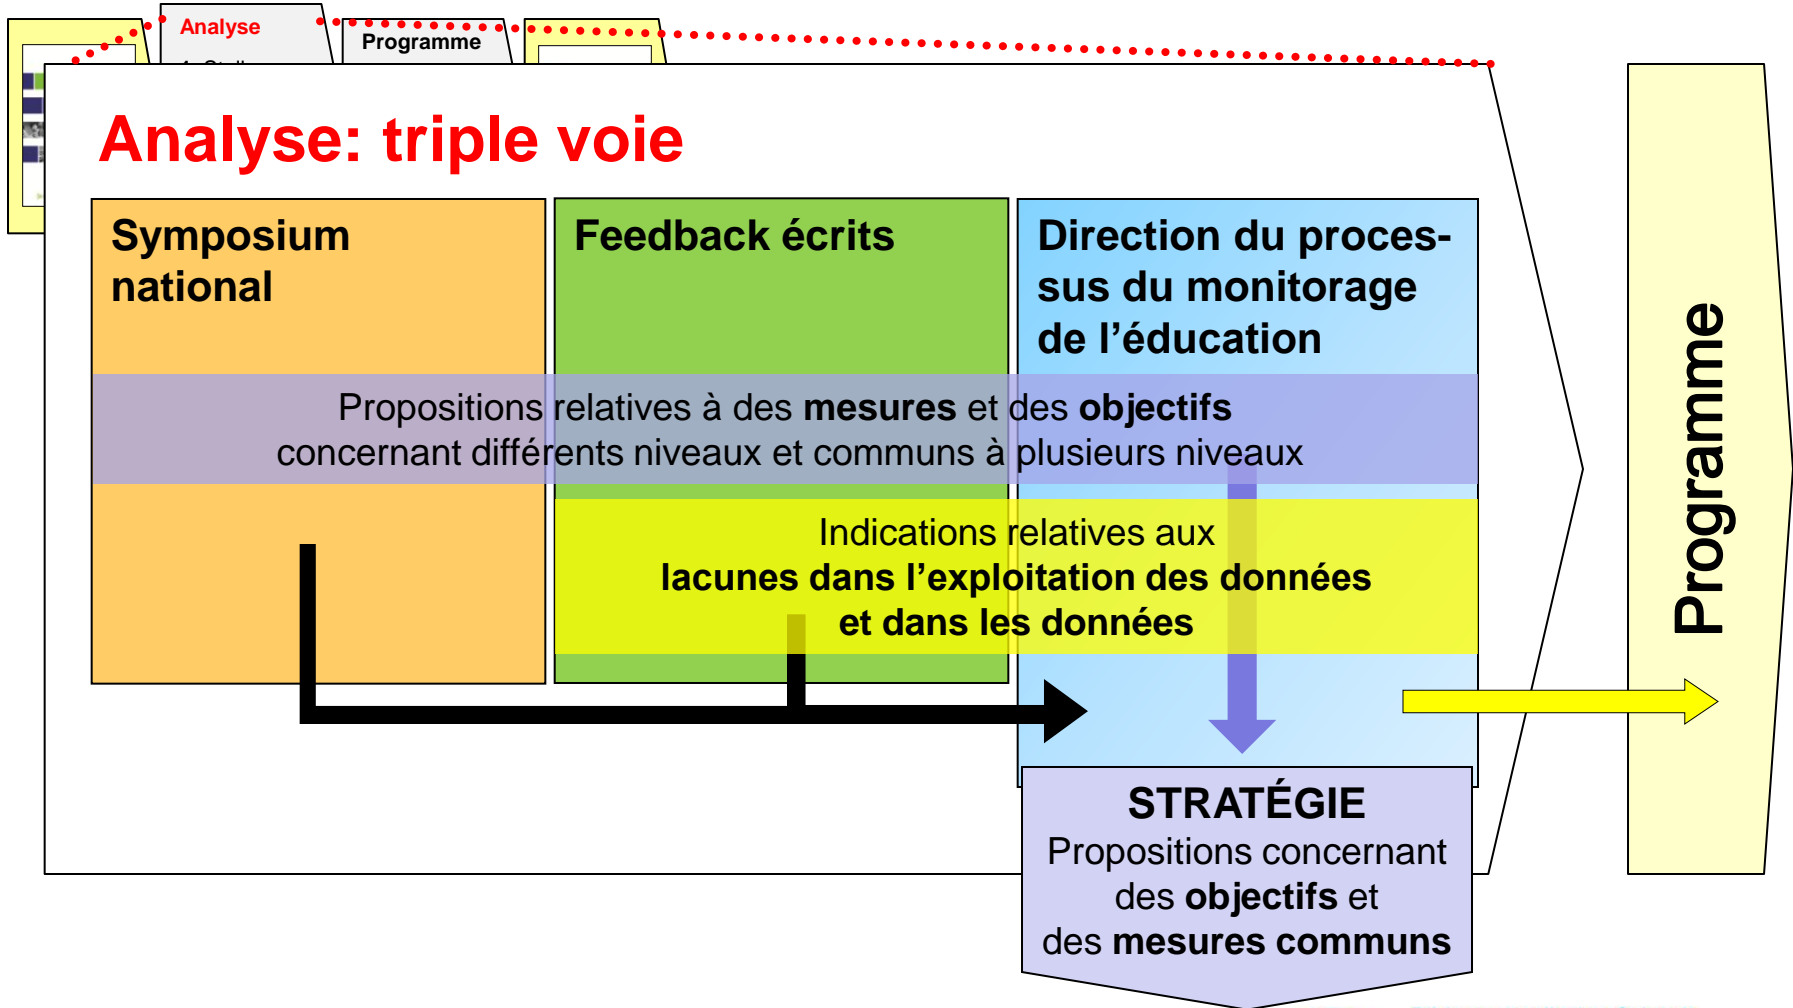 Analyse
Programme
Analyse: triple voie
Symposium
national
Feedback écrits
Direction du proces-
sus du monitorage
de l'éducation
Propositions relatives à des mesures et des objectifs
concernant différents niveaux et communs à plusieurs niveaux
Indications relatives aux
lacunes dans l'exploitation des données
et dans les données
STRATÉGIE
Propositions concernant
des objectifs et
des mesures communs
Programme